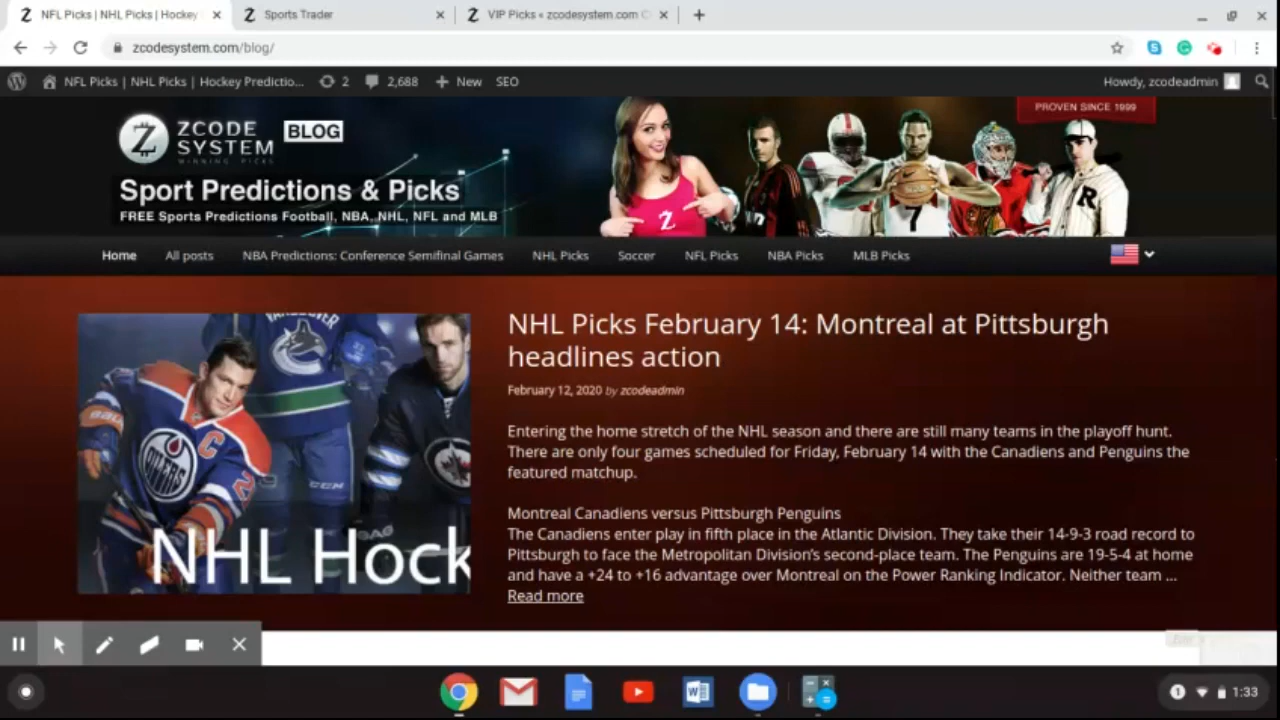 NFL Picks | NHL Picks | Hockey
Sports Trader
VIP Picks « zcodesystem.com
zcodesystem.com/blog/
NFL Picks | NHL Picks | Hockey Predictio...
2
2,688
New
SEO
Howdy, zcodeadmin
PROVEN SINCE 1999
ZCODE
SYSTEM
WINNING PICKS
BLOG
Sport Predictions & Picks
FREE Sports Predictions Football, NBA, NHL, NFL and MLB
Z
7
R
Home
All posts
NBA Predictions: Conference Semifinal Games
NHL Picks
Soccer
NFL Picks
NBA Picks
MLB Picks
VANCOUVER
C
OILERS
CCM
NHL Hock
NHL Picks February 14: Montreal at Pittsburgh
headlines action
February 12, 2020 by zcodeadmin
Entering the home stretch of the NHL season and there are still many teams in the playoff hunt.
There are only four games scheduled for Friday, February 14 with the Canadiens and Penguins the
featured matchup.
Montreal Canadiens versus Pittsburgh Penguins
The Canadiens enter play in fifth place in the Atlantic Division. They take their 14-9-3 road record to
Pittsburgh to face the Metropolitan Division's second-place team. The Penguins are 19-5-4 at home
and have a +24 to +16 advantage over Montreal on the Power Ranking Indicator. Neither team ...
Read more
1
1:33